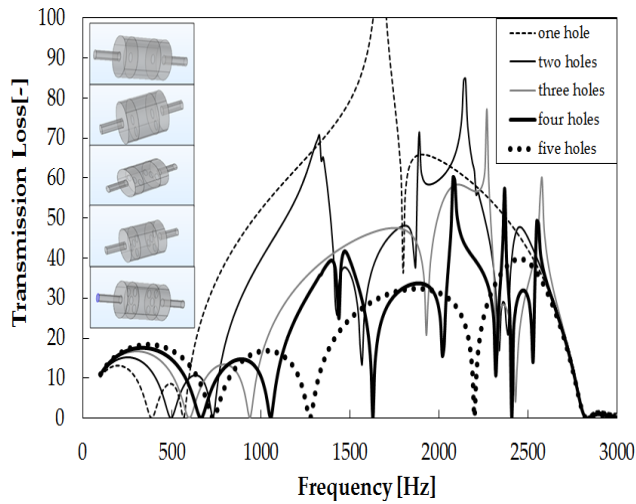 Transmission Loss[-]
100
90
80
70
60
50
40
30
20
10
0
one hole
two holes
three holes
four holes
five holes
0 500 1000 1500 2000 2500 3000
Frequency [Hz]